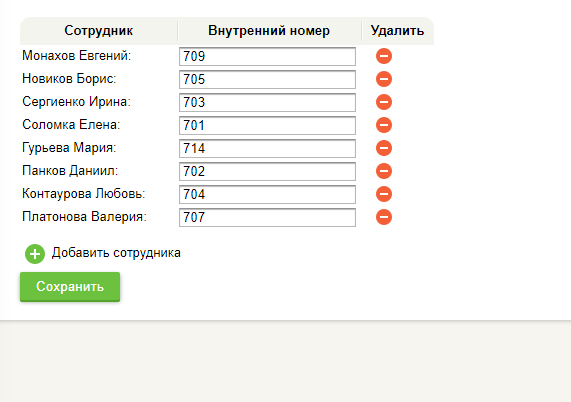 Сотрудник Внутренний номер Удалить
Монахов Евгений: 709
Новиков Борис: 705
Сергиенко Ирина: 703
Соломка Елена: 701
Гурьева Мария: 714
Панков Даниил: 702
Контаурова Любовь: 704
Платонова Валерия: 707
Добавить сотрудника
Сохранить